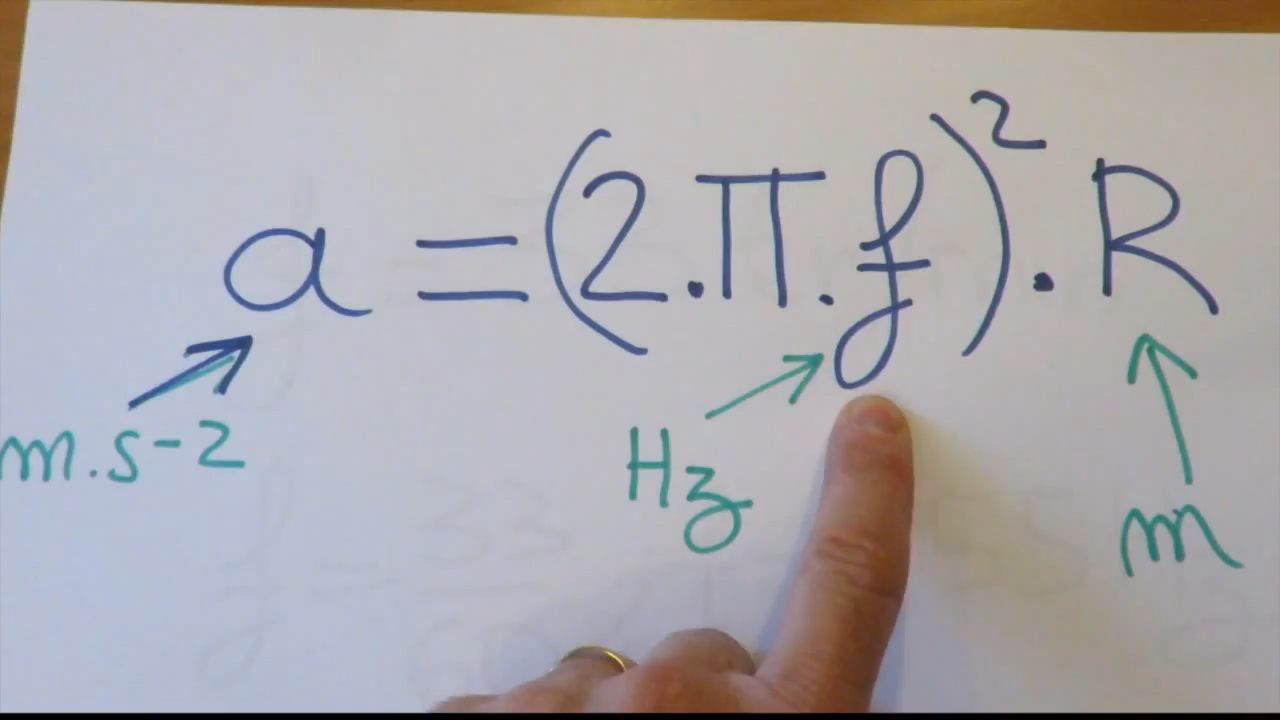 a = (2.π.f)².R
m.s-2
Hz
m